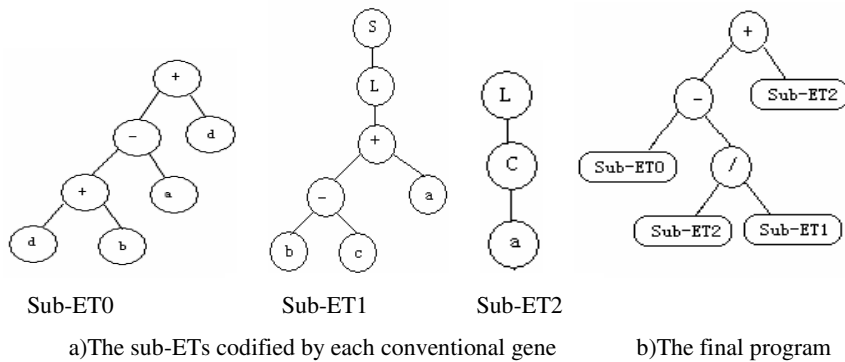 S
+
+
L
L
Sub-ET2
-
-
d
+
C
Sub-ET0
/
+
a
-
a
d
b
b
c
a
Sub-ET2
Sub-ET1
Sub-ET0
Sub-ET1
Sub-ET2
a)The sub-ETs codified by each conventional gene
b)The final program